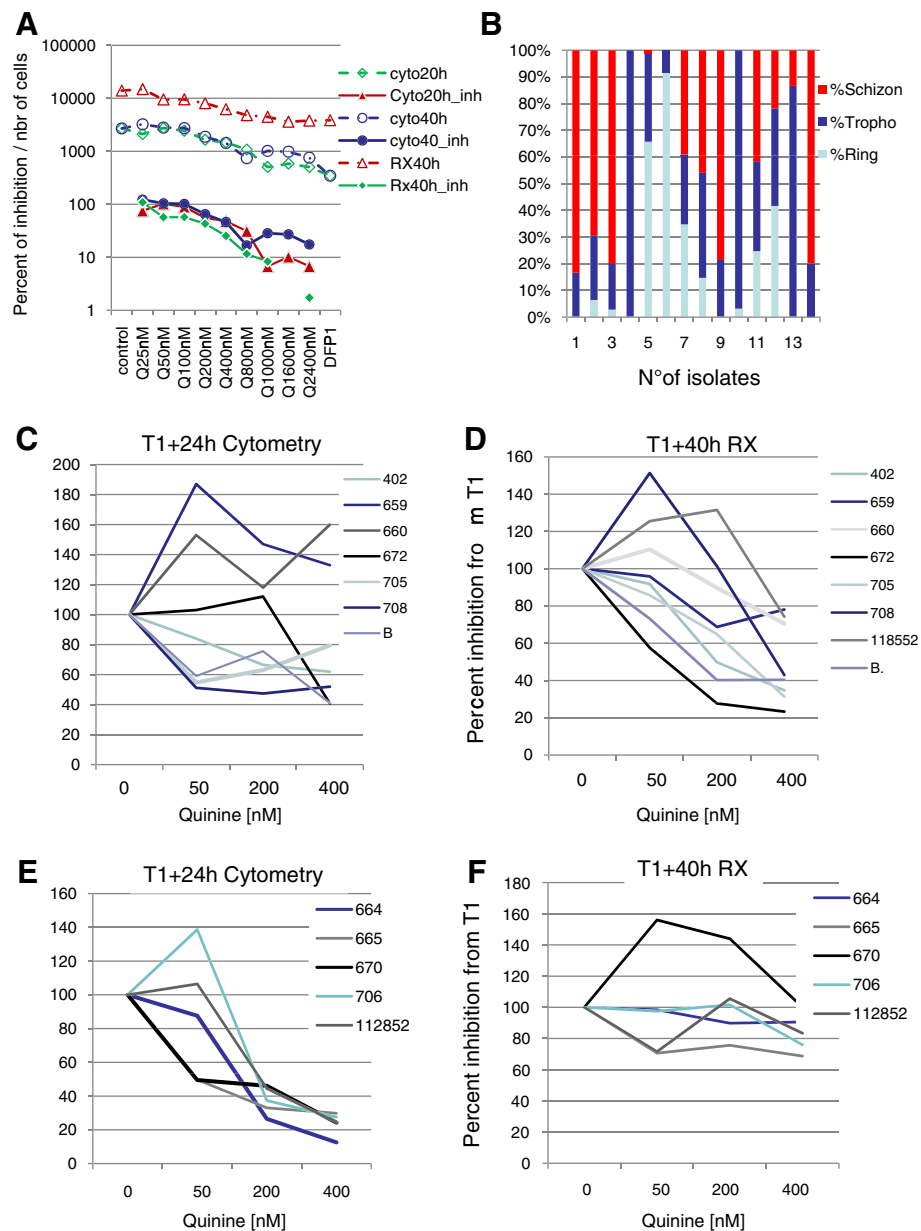 A
100000
10000
1000
100
10
1
Percent of inhibition / nbr of cells
control
Q25nM
Q50nM
Q100nM
Q200nM
Q400nM
Q800nM
Q1000nM
Q1600nM
Q2400nM
DFP1
cyto20h
Cyto20h_inh
cyto40h
cyto40_inh
RX40h
Rx40h_inh
B
100%
90%
80%
70%
60%
50%
40%
30%
20%
10%
0%
1 3 5 7 9 11 13
N°of isolates
%Schizon
%Tropho
%Ring
C
T1+24h Cytometry
200
180
160
140
120
100
80
60
40
20
0
0 50 200 400
Quinine [nM]
402
659
660
672
705
708
B
D
T1+40h RX
Percent inhibition fro m T1
160
140
120
100
80
60
40
20
0
0 50 200 400
Quinine [nM]
402
659
660
672
705
708
118552
B.
E
T1+24h Cytometry
160
140
120
100
80
60
40
20
0
0 50 200 400
Quinine [nM]
664
665
670
706
112852
F
T1+40h RX
Percent inhibition from T1
180
160
140
120
100
80
60
40
20
0
0 50 200 400
Quinine [nM]
664
665
670
706
112852